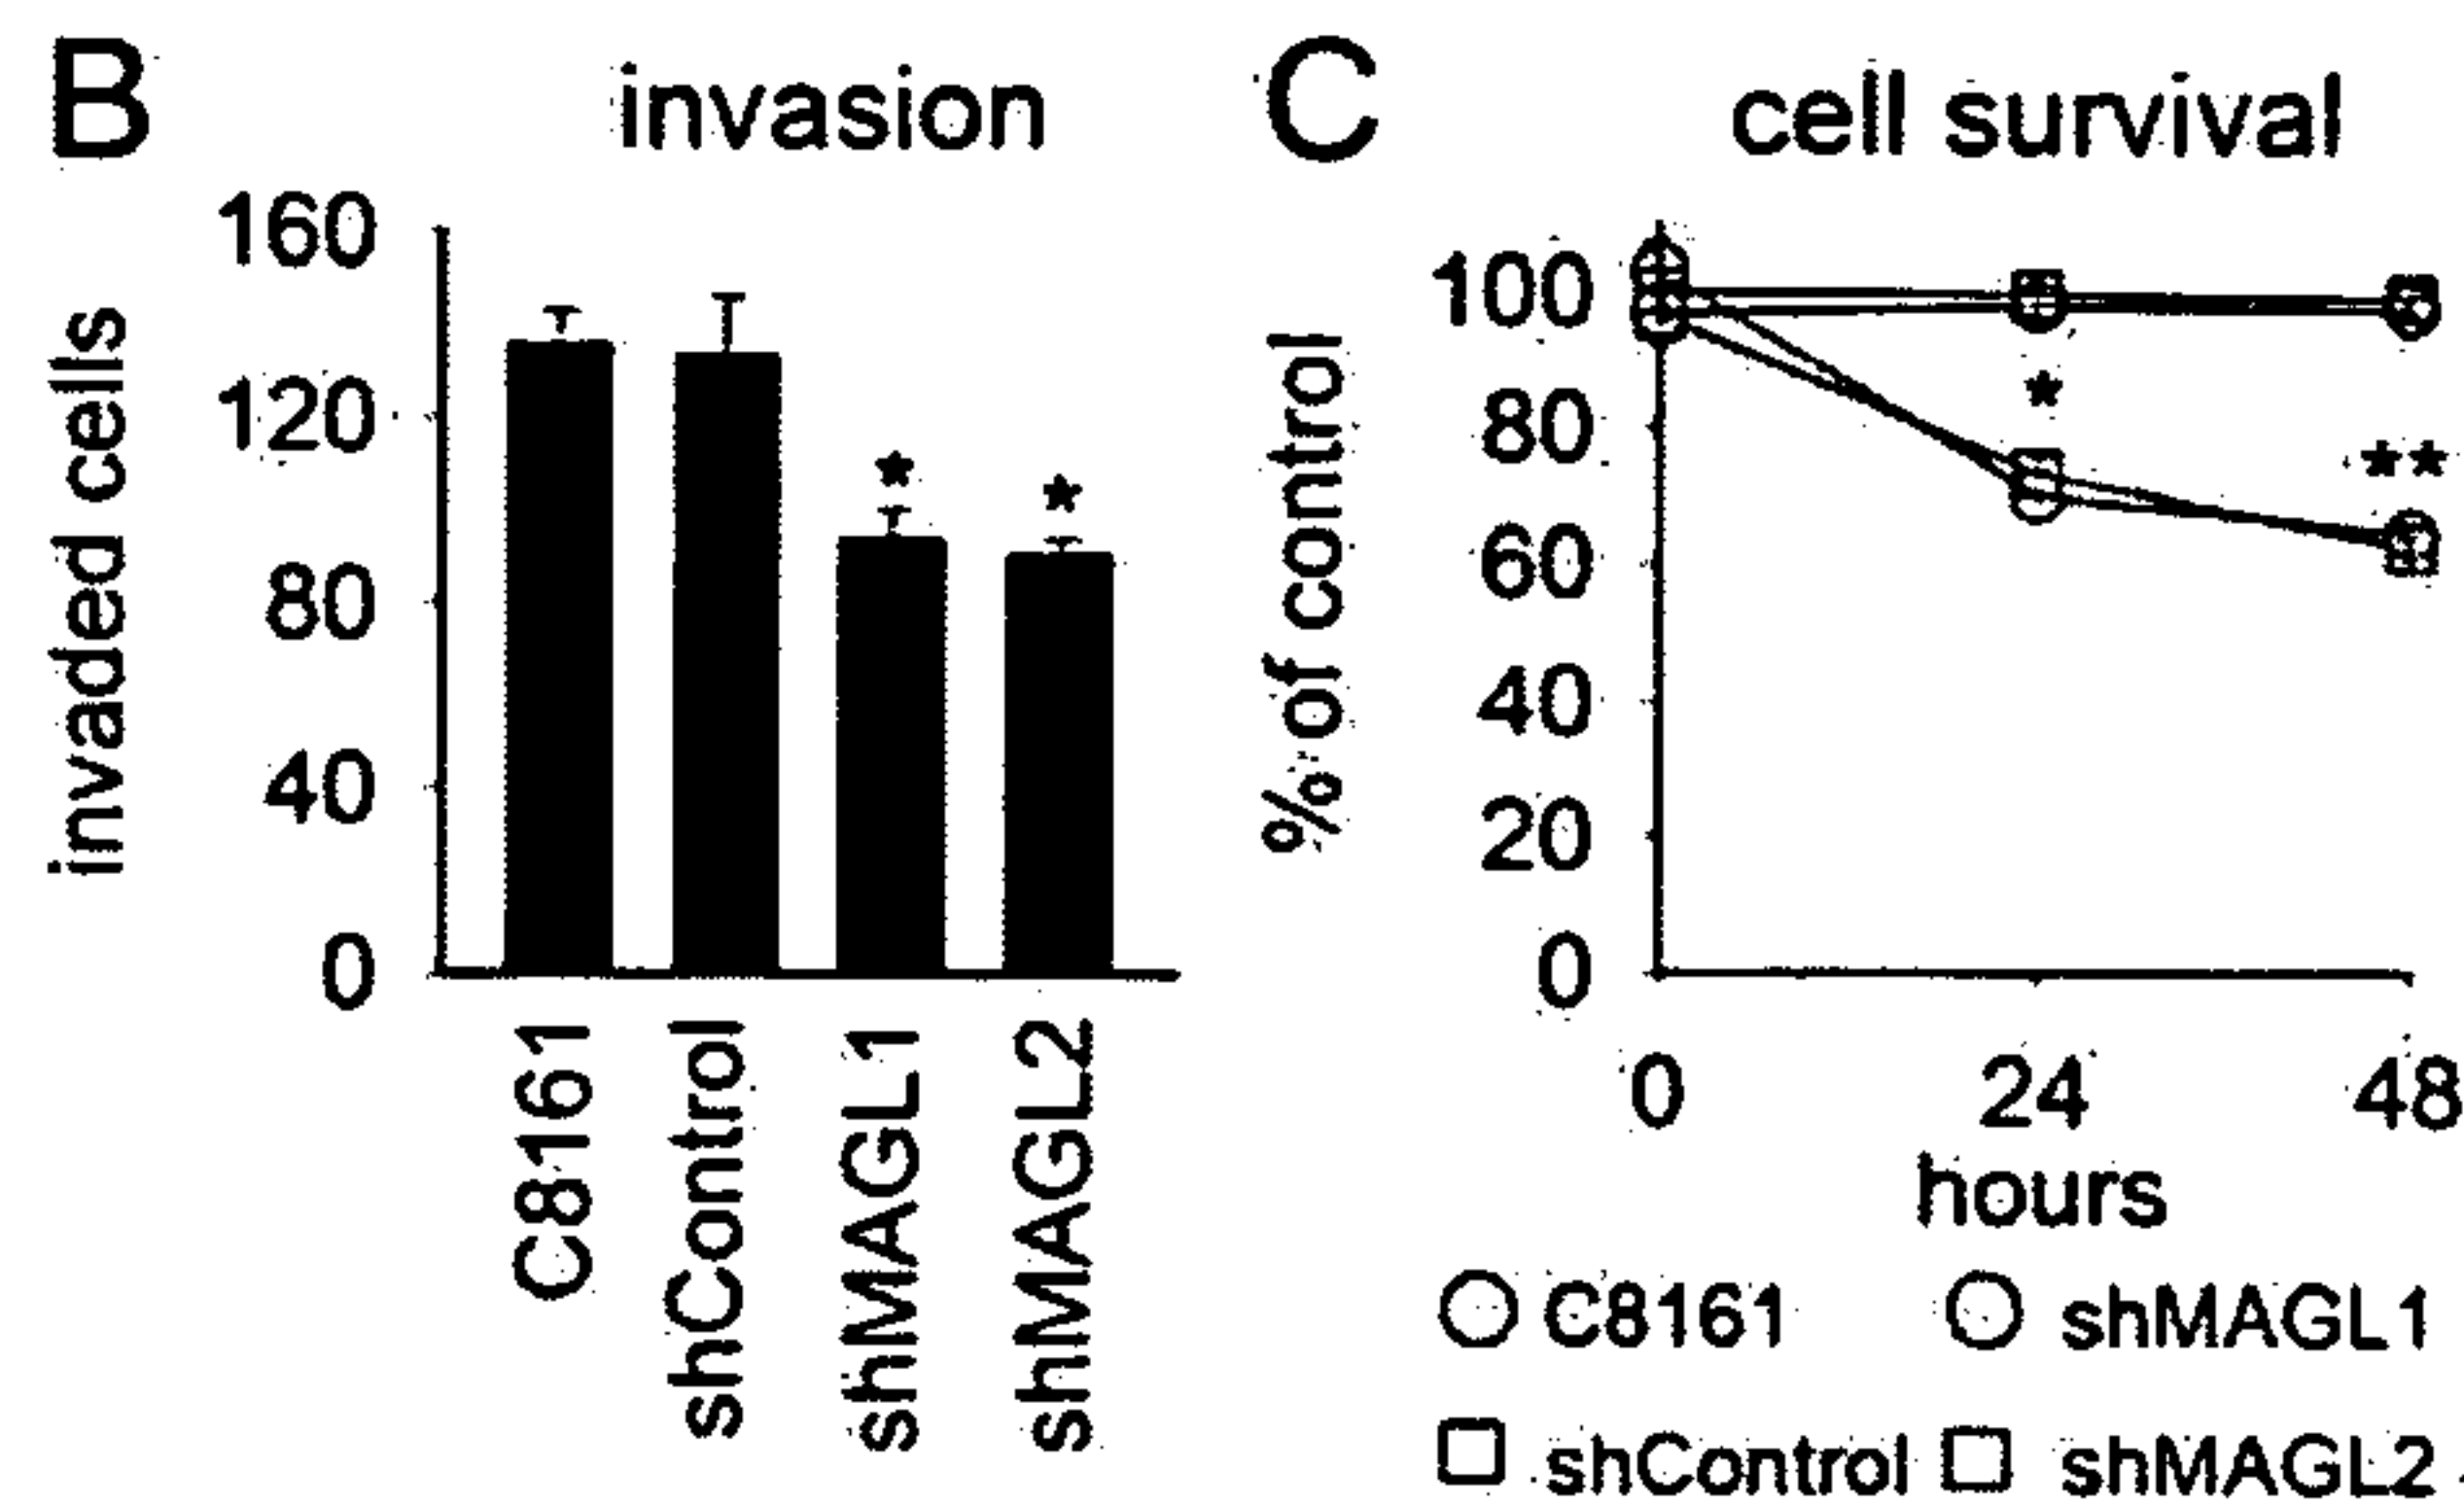 B invasion
160
120
80
40
0
invaded cells
C8161
shControl
shMAGL1
shMAGL2
C cell survival
100
80
60
40
20
0
% of control
*
*
*
**
0 24 48
hours
C8161 shMAGL1
shControl shMAGL2